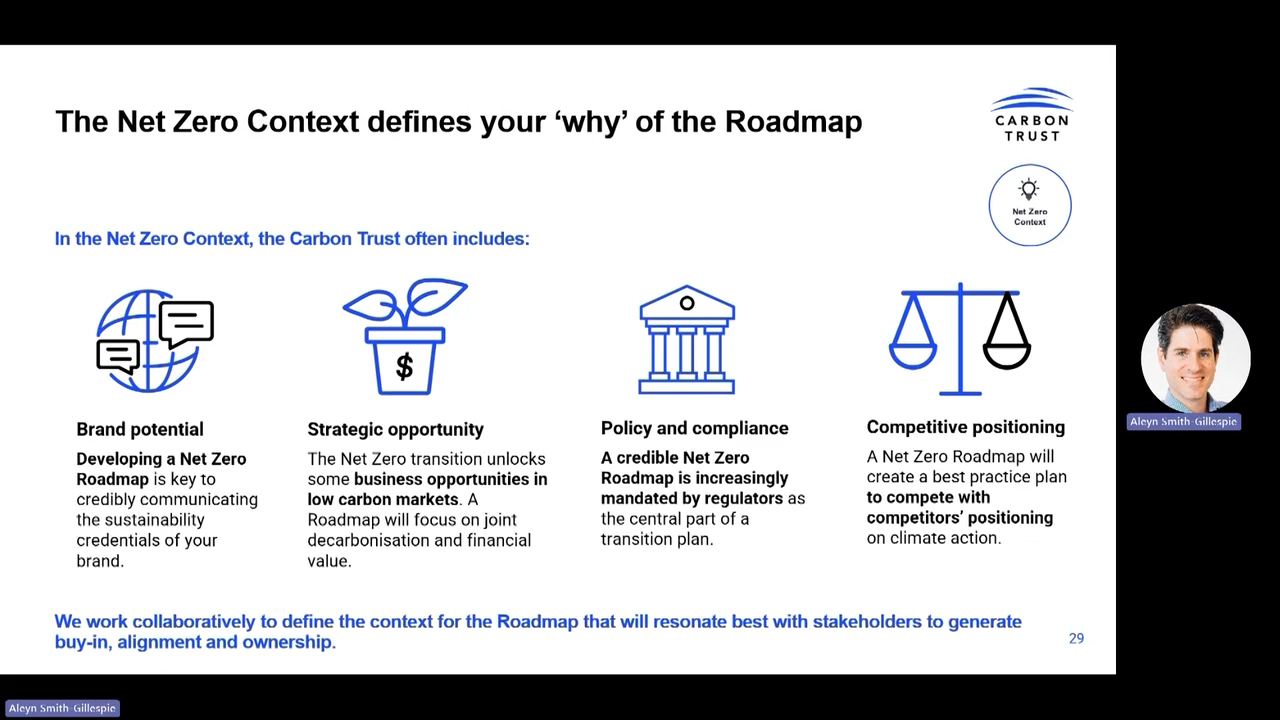 The Net Zero Context defines your ‘why’ of the Roadmap
CARBON
TRUST
Net Zero
Context
In the Net Zero Context, the Carbon Trust often includes:
$
Brand potential
Developing a Net Zero
Roadmap is key to
credibly communicating
the sustainability
credentials of your
brand.
Strategic opportunity
The Net Zero transition unlocks
some business opportunities in
low carbon markets. A
Roadmap will focus on joint
decarbonisation and financial
value.
Policy and compliance
A credible Net Zero
Roadmap is increasingly
mandated by regulators as
the central part of a
transition plan.
Competitive positioning
A Net Zero Roadmap will
create a best practice plan
to compete with
competitors’ positioning
on climate action.
We work collaboratively to define the context for the Roadmap that will resonate best with stakeholders to generate
buy-in, alignment and ownership.
29
Aleyn Smith-Gillespie
Aleyn Smith-Gillespie